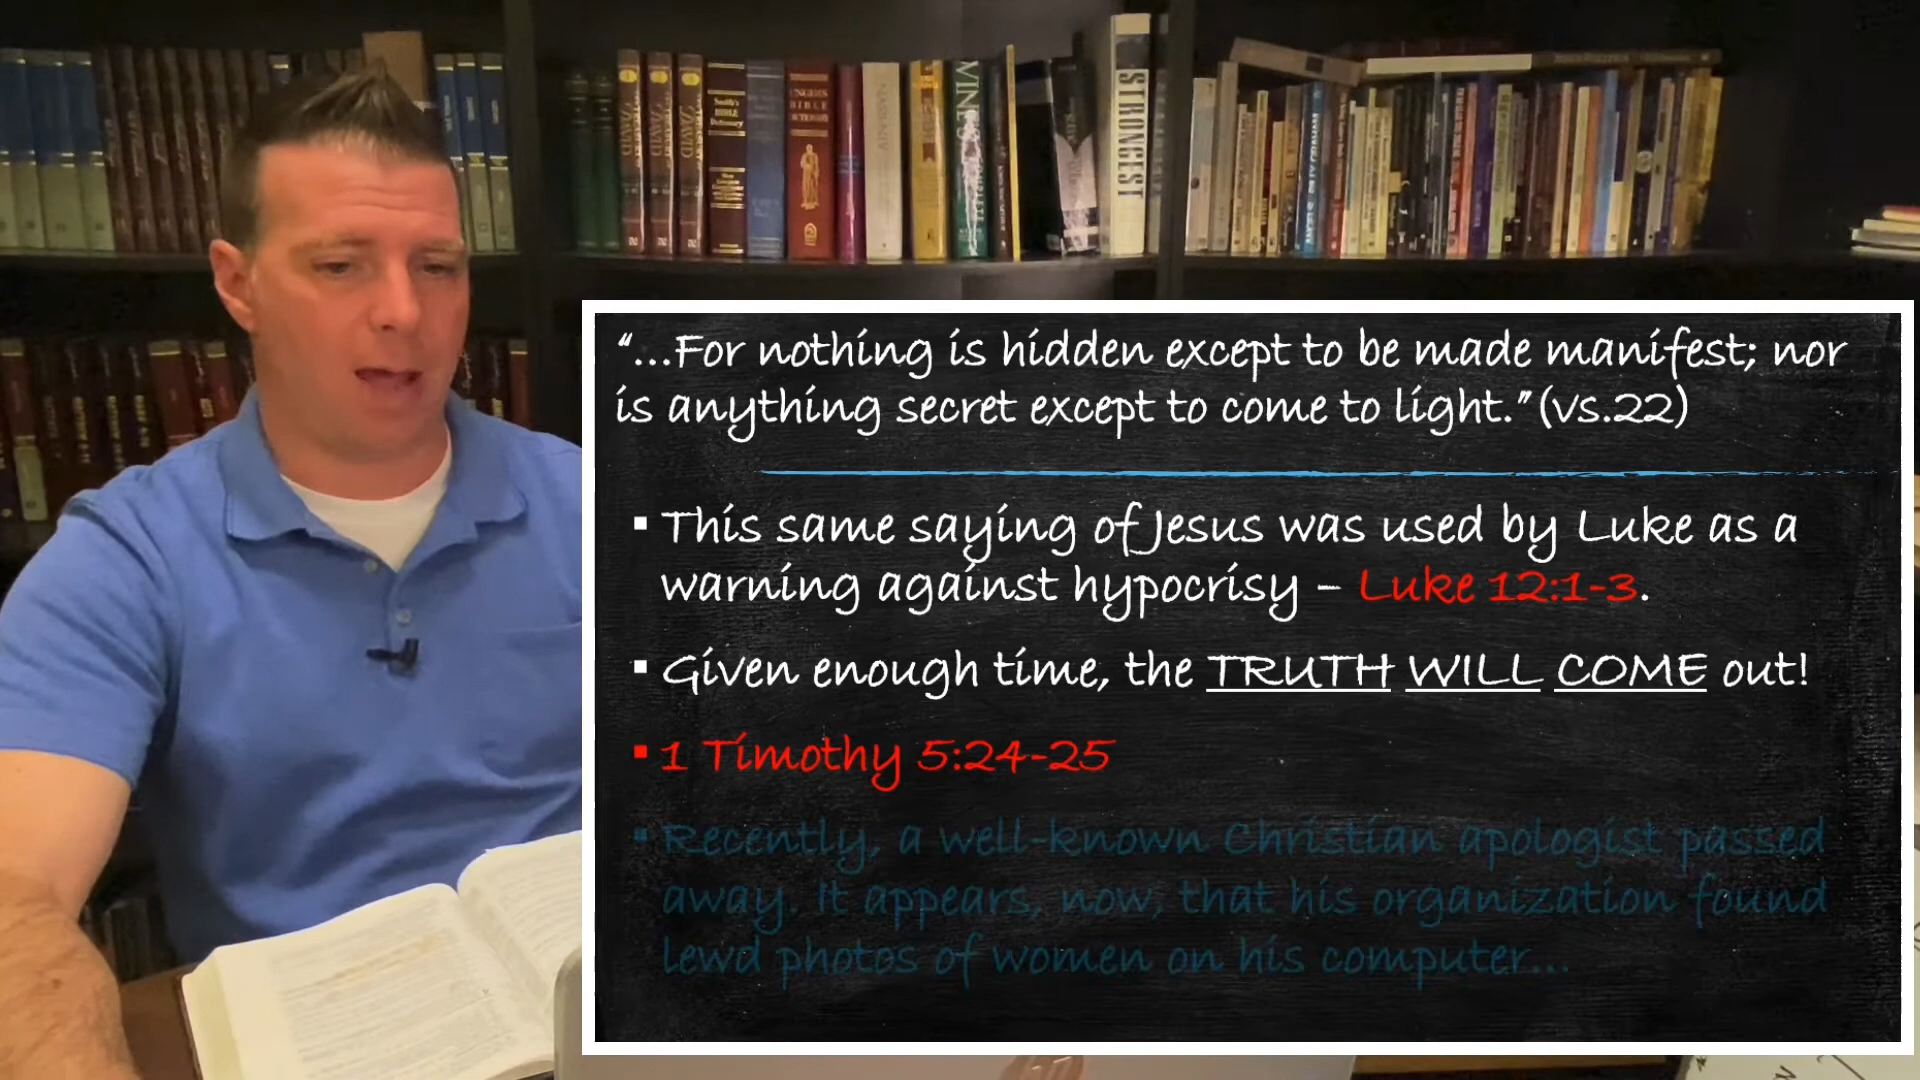 STRONGEST
"...For nothing is hidden except to be made manifest; nor
is anything secret except to come to light." (vs.22)
▪ This same saying of Jesus was used by Luke as a
warning against hypocrisy – Luke 12:1-3.
▪ Given enough time, the TRUTH WILL COME out!
▪ 1 Timothy 5:24-25
▪ Recently, a well-known Christian apologist passed
away. It appears, now, that his organization found
lewd photos of women on his computer...